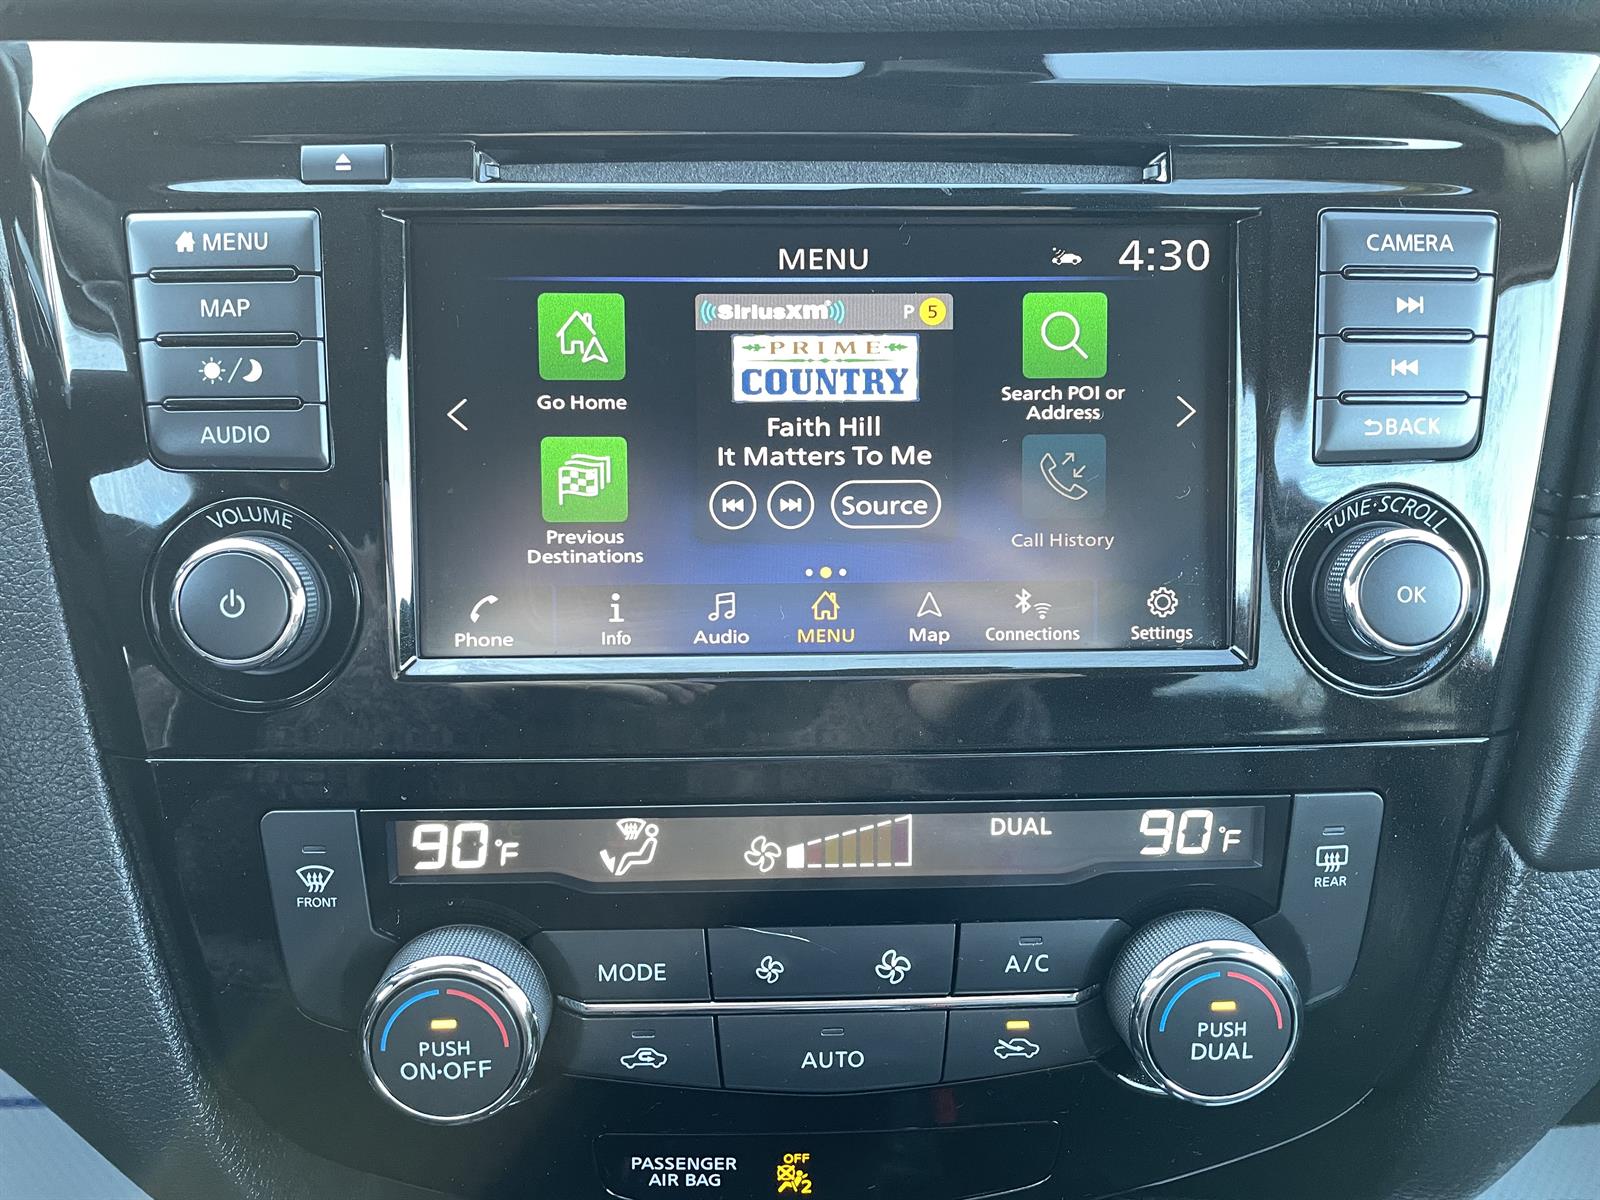 MENU
MAP
AUDIO
VOLUME
MENU
4:30
Go Home
SiriusXm
P 5
PRIME
COUNTRY
Faith Hill
It Matters To Me
Source
Search POI or
Address
Previous
Destinations
Call History
Phone
Info
Audio
MENU
Map
Connections
Settings
CAMERA
BACK
TUNE·SCROLL
OK
90°F
DUAL
90°F
FRONT
REAR
MODE
A/C
PUSH
ON·OFF
AUTO
PUSH
DUAL
PASSENGER
AIR BAG
OFF
2